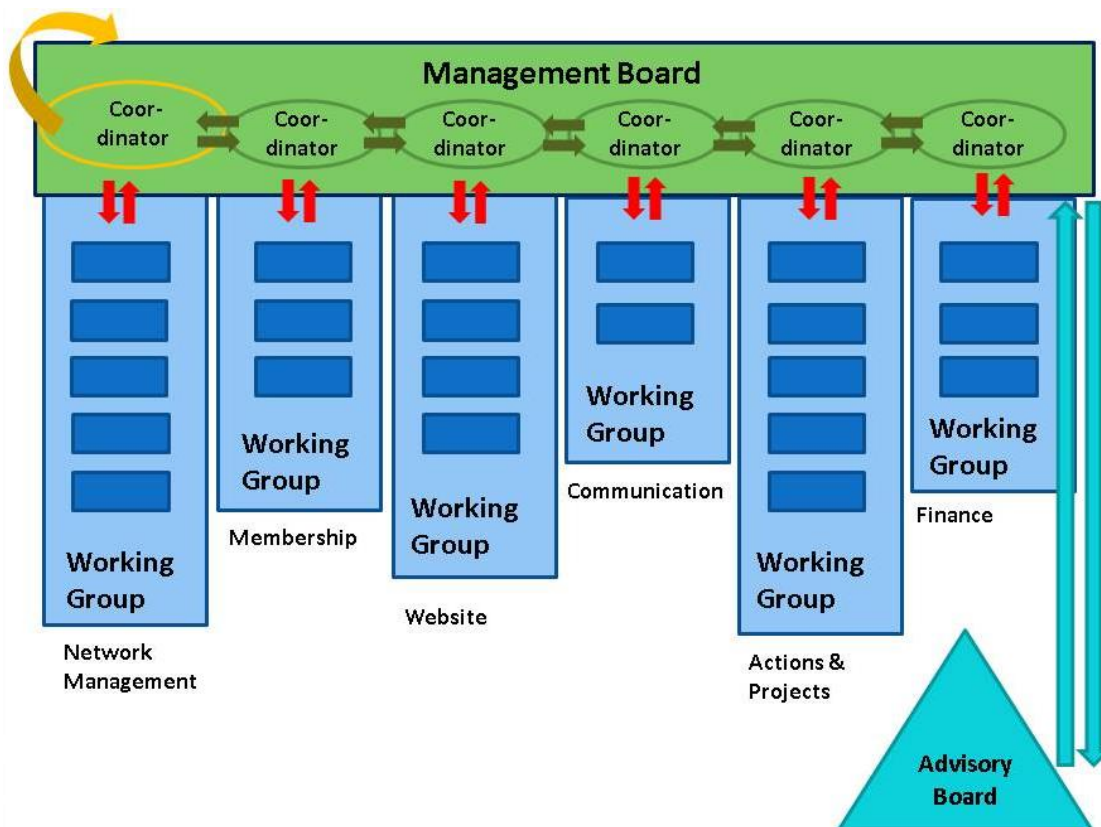 Management Board
Coor-
dinator
Coor-
dinator
Coor-
dinator
Coor-
dinator
Coor-
dinator
Coor-
dinator
Working
Group
Network
Management
Working
Group
Membership
Working
Group
Website
Working
Group
Communication
Working
Group
Actions &
Projects
Working
Group
Finance
Advisory
Board